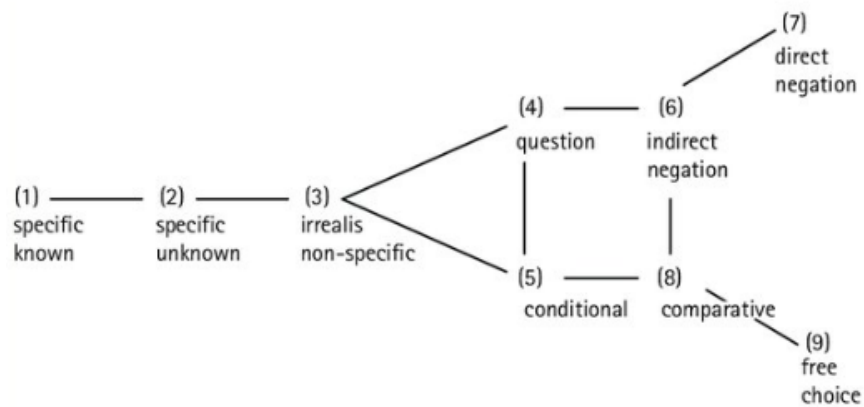 (7)
direct
negation
(4)
(6)
question
indirect
negation
(1)
(2)
(3)
specific
known
specific
unknown
irrealis
non-specific
(5)
(8)
conditional
comparative
(9)
free
choice